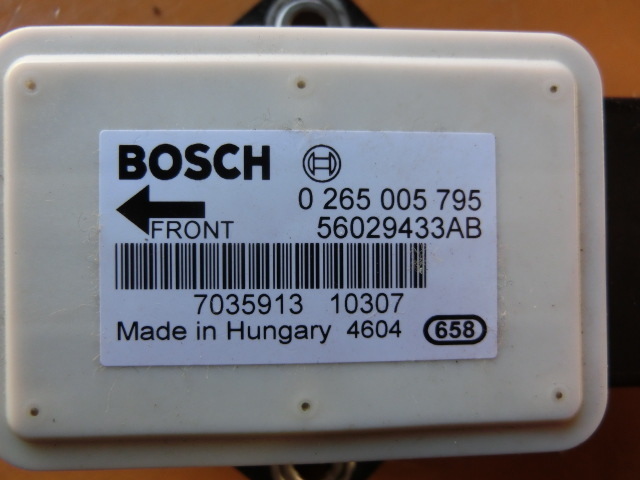 BOSCH
0 265 005 795
FRONT 56029433AB
7035913 10307
Made in Hungary 4604 658